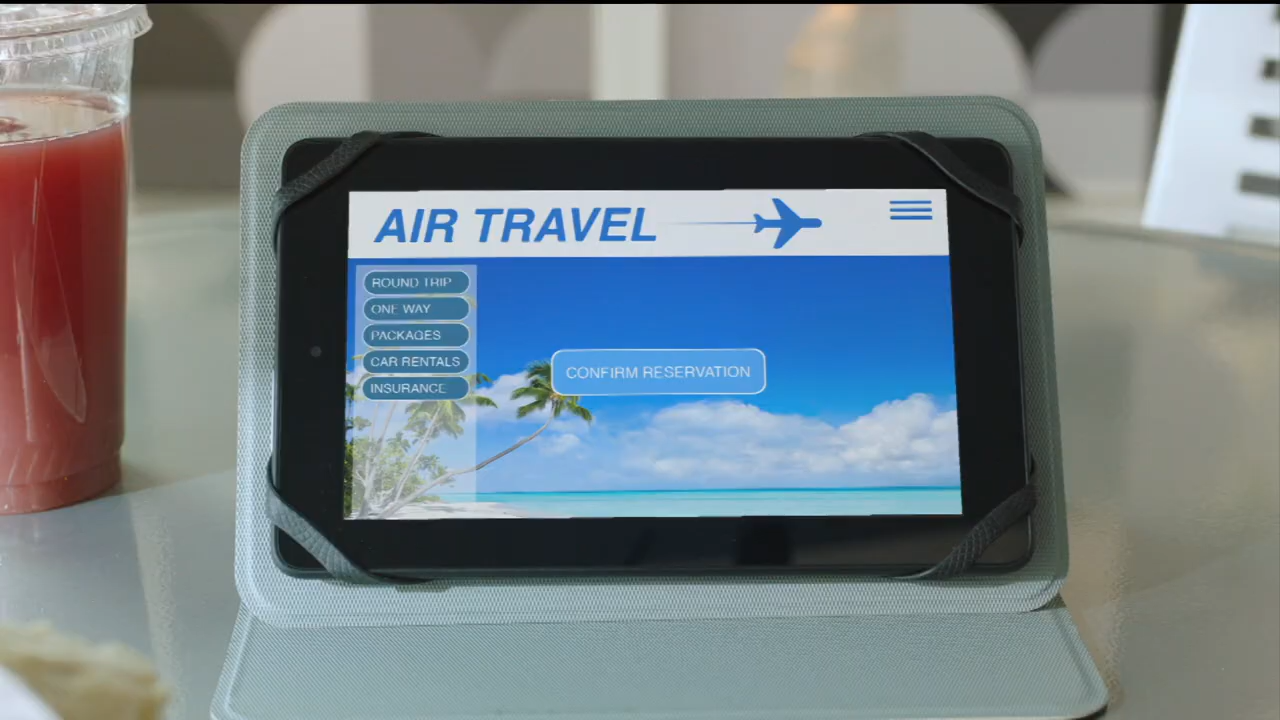 AIR TRAVEL
ROUND TRIP
ONE WAY
PACKAGES
CAR RENTALS
INSURANCE
CONFIRM RESERVATION